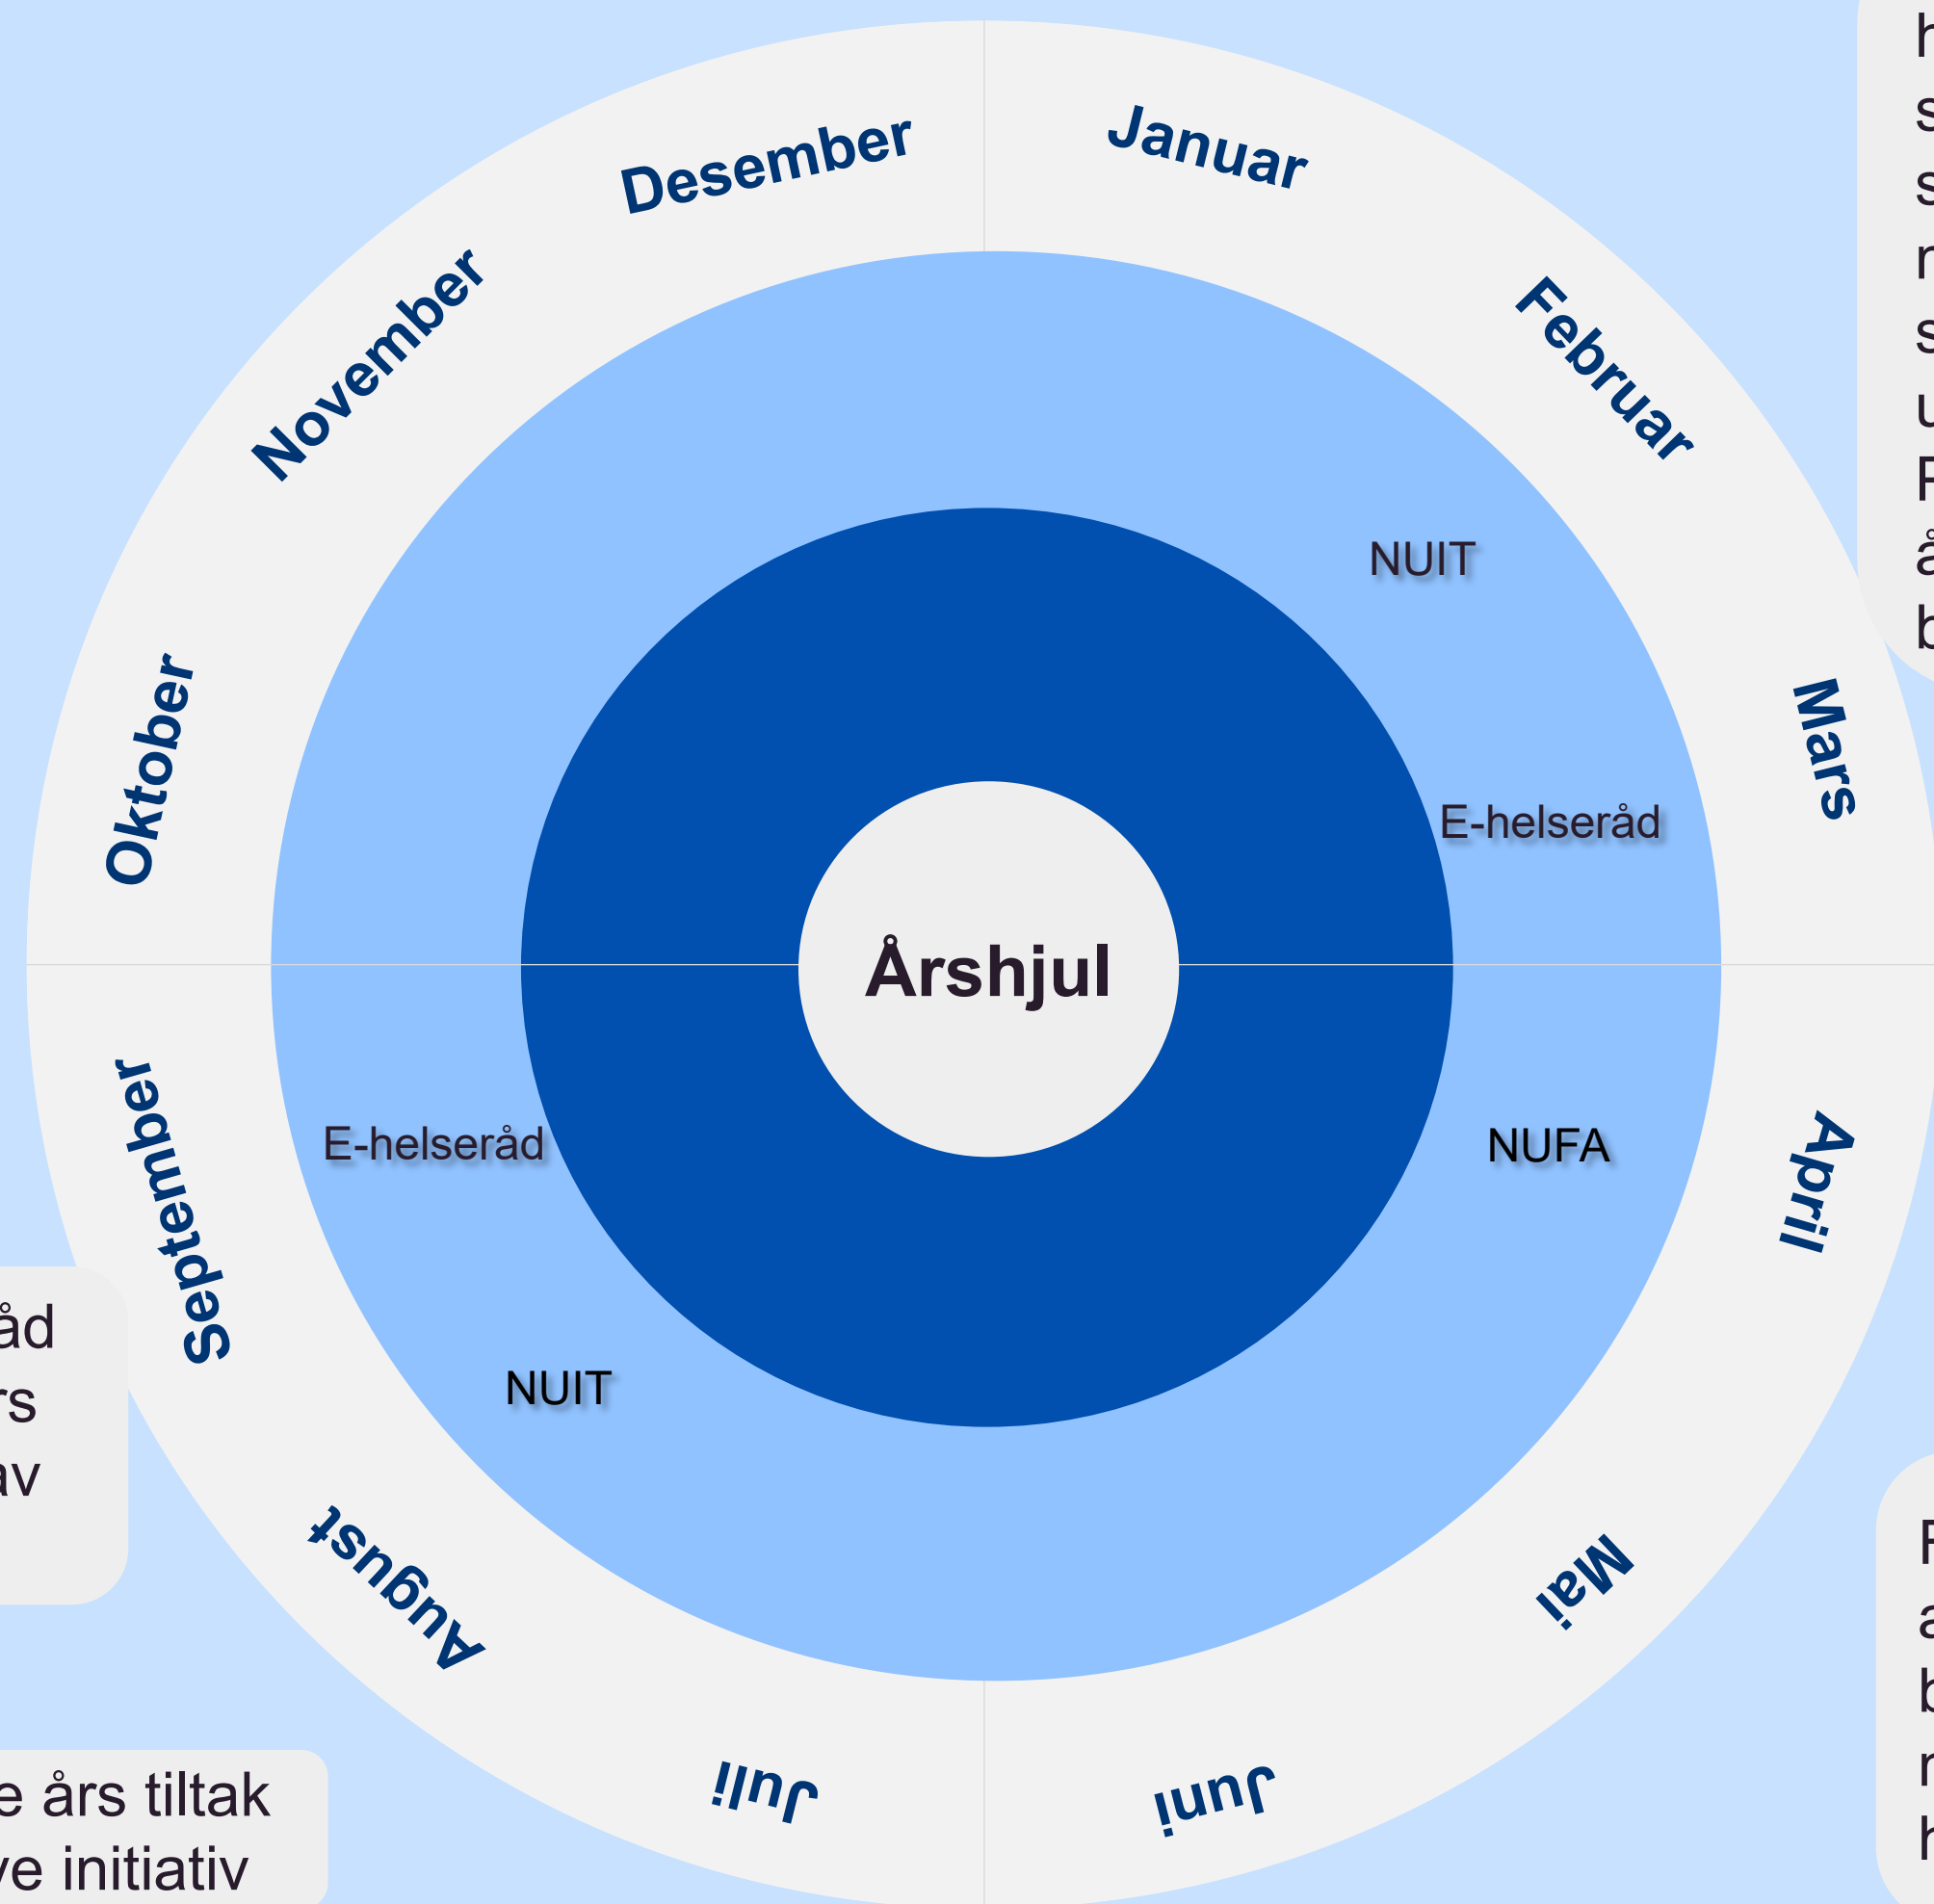 Januar
Februar
Mars
April
Mai
Juni
Juli
August
September
Oktober
November
Desember
NUIT
E-helseråd
NUFA
NUIT
E-helseråd
Årshjul
av
års tiltak
initiativ